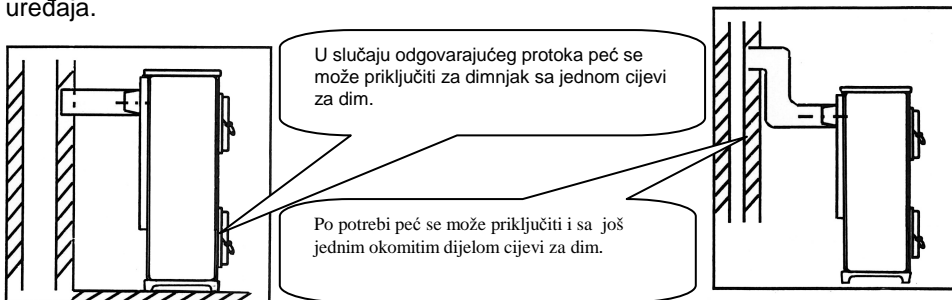 uređaja.
U slučaju odgovarajućeg protoka peć se
može priključiti za dimnjak sa jednom cijevi
za dim.
Po potrebi peć se može priključiti i sa još
jednim okomitim dijelom cijevi za dim.